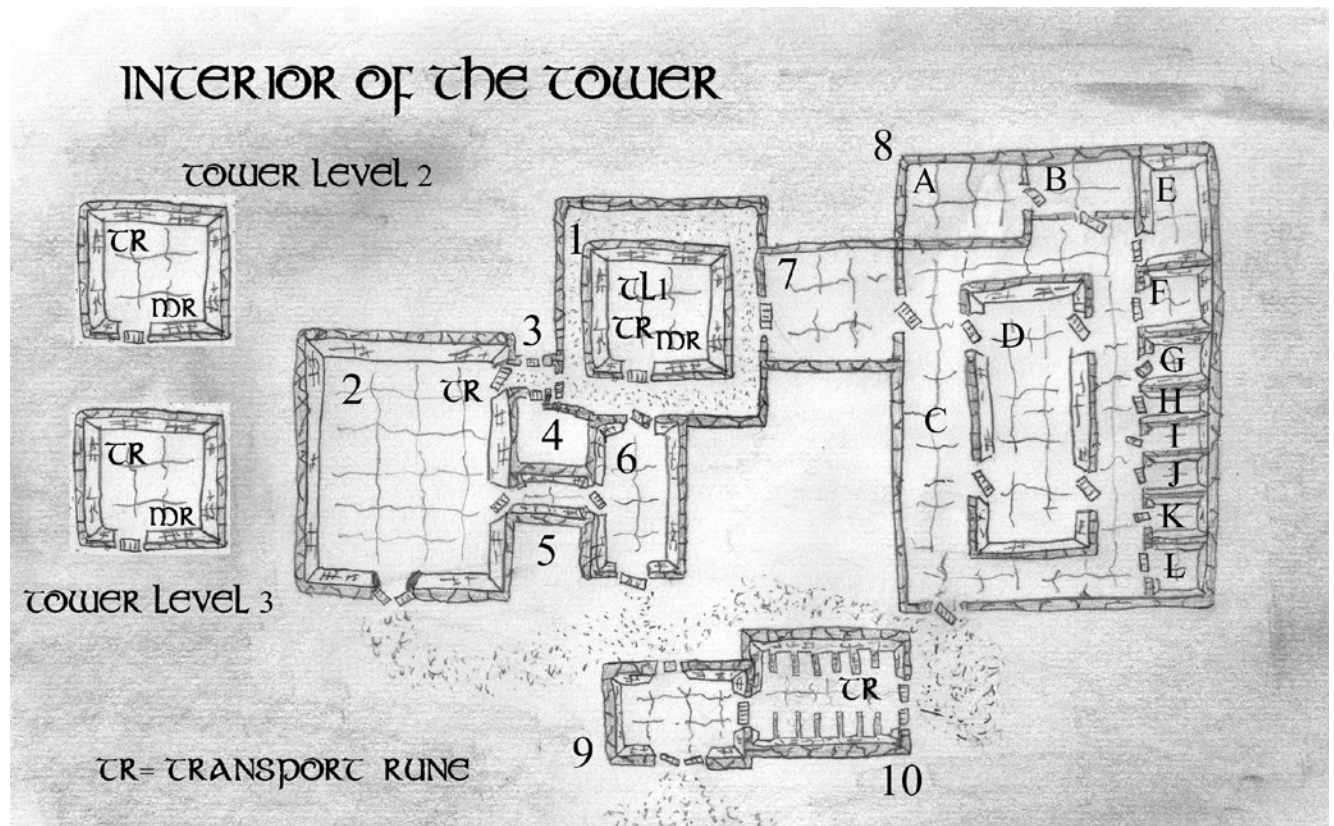 INTERIOR OF THE TOWER
TOWER LEVEL 2
TR
MR
TR
MR
TOWER LEVEL 3
1
TL1
TR MR
2
TR
3
4
5
6
7
8
A
B
C
D
E
F
G
H
I
J
K
L
9
TR
10
TR= TRANSPORT RUNE